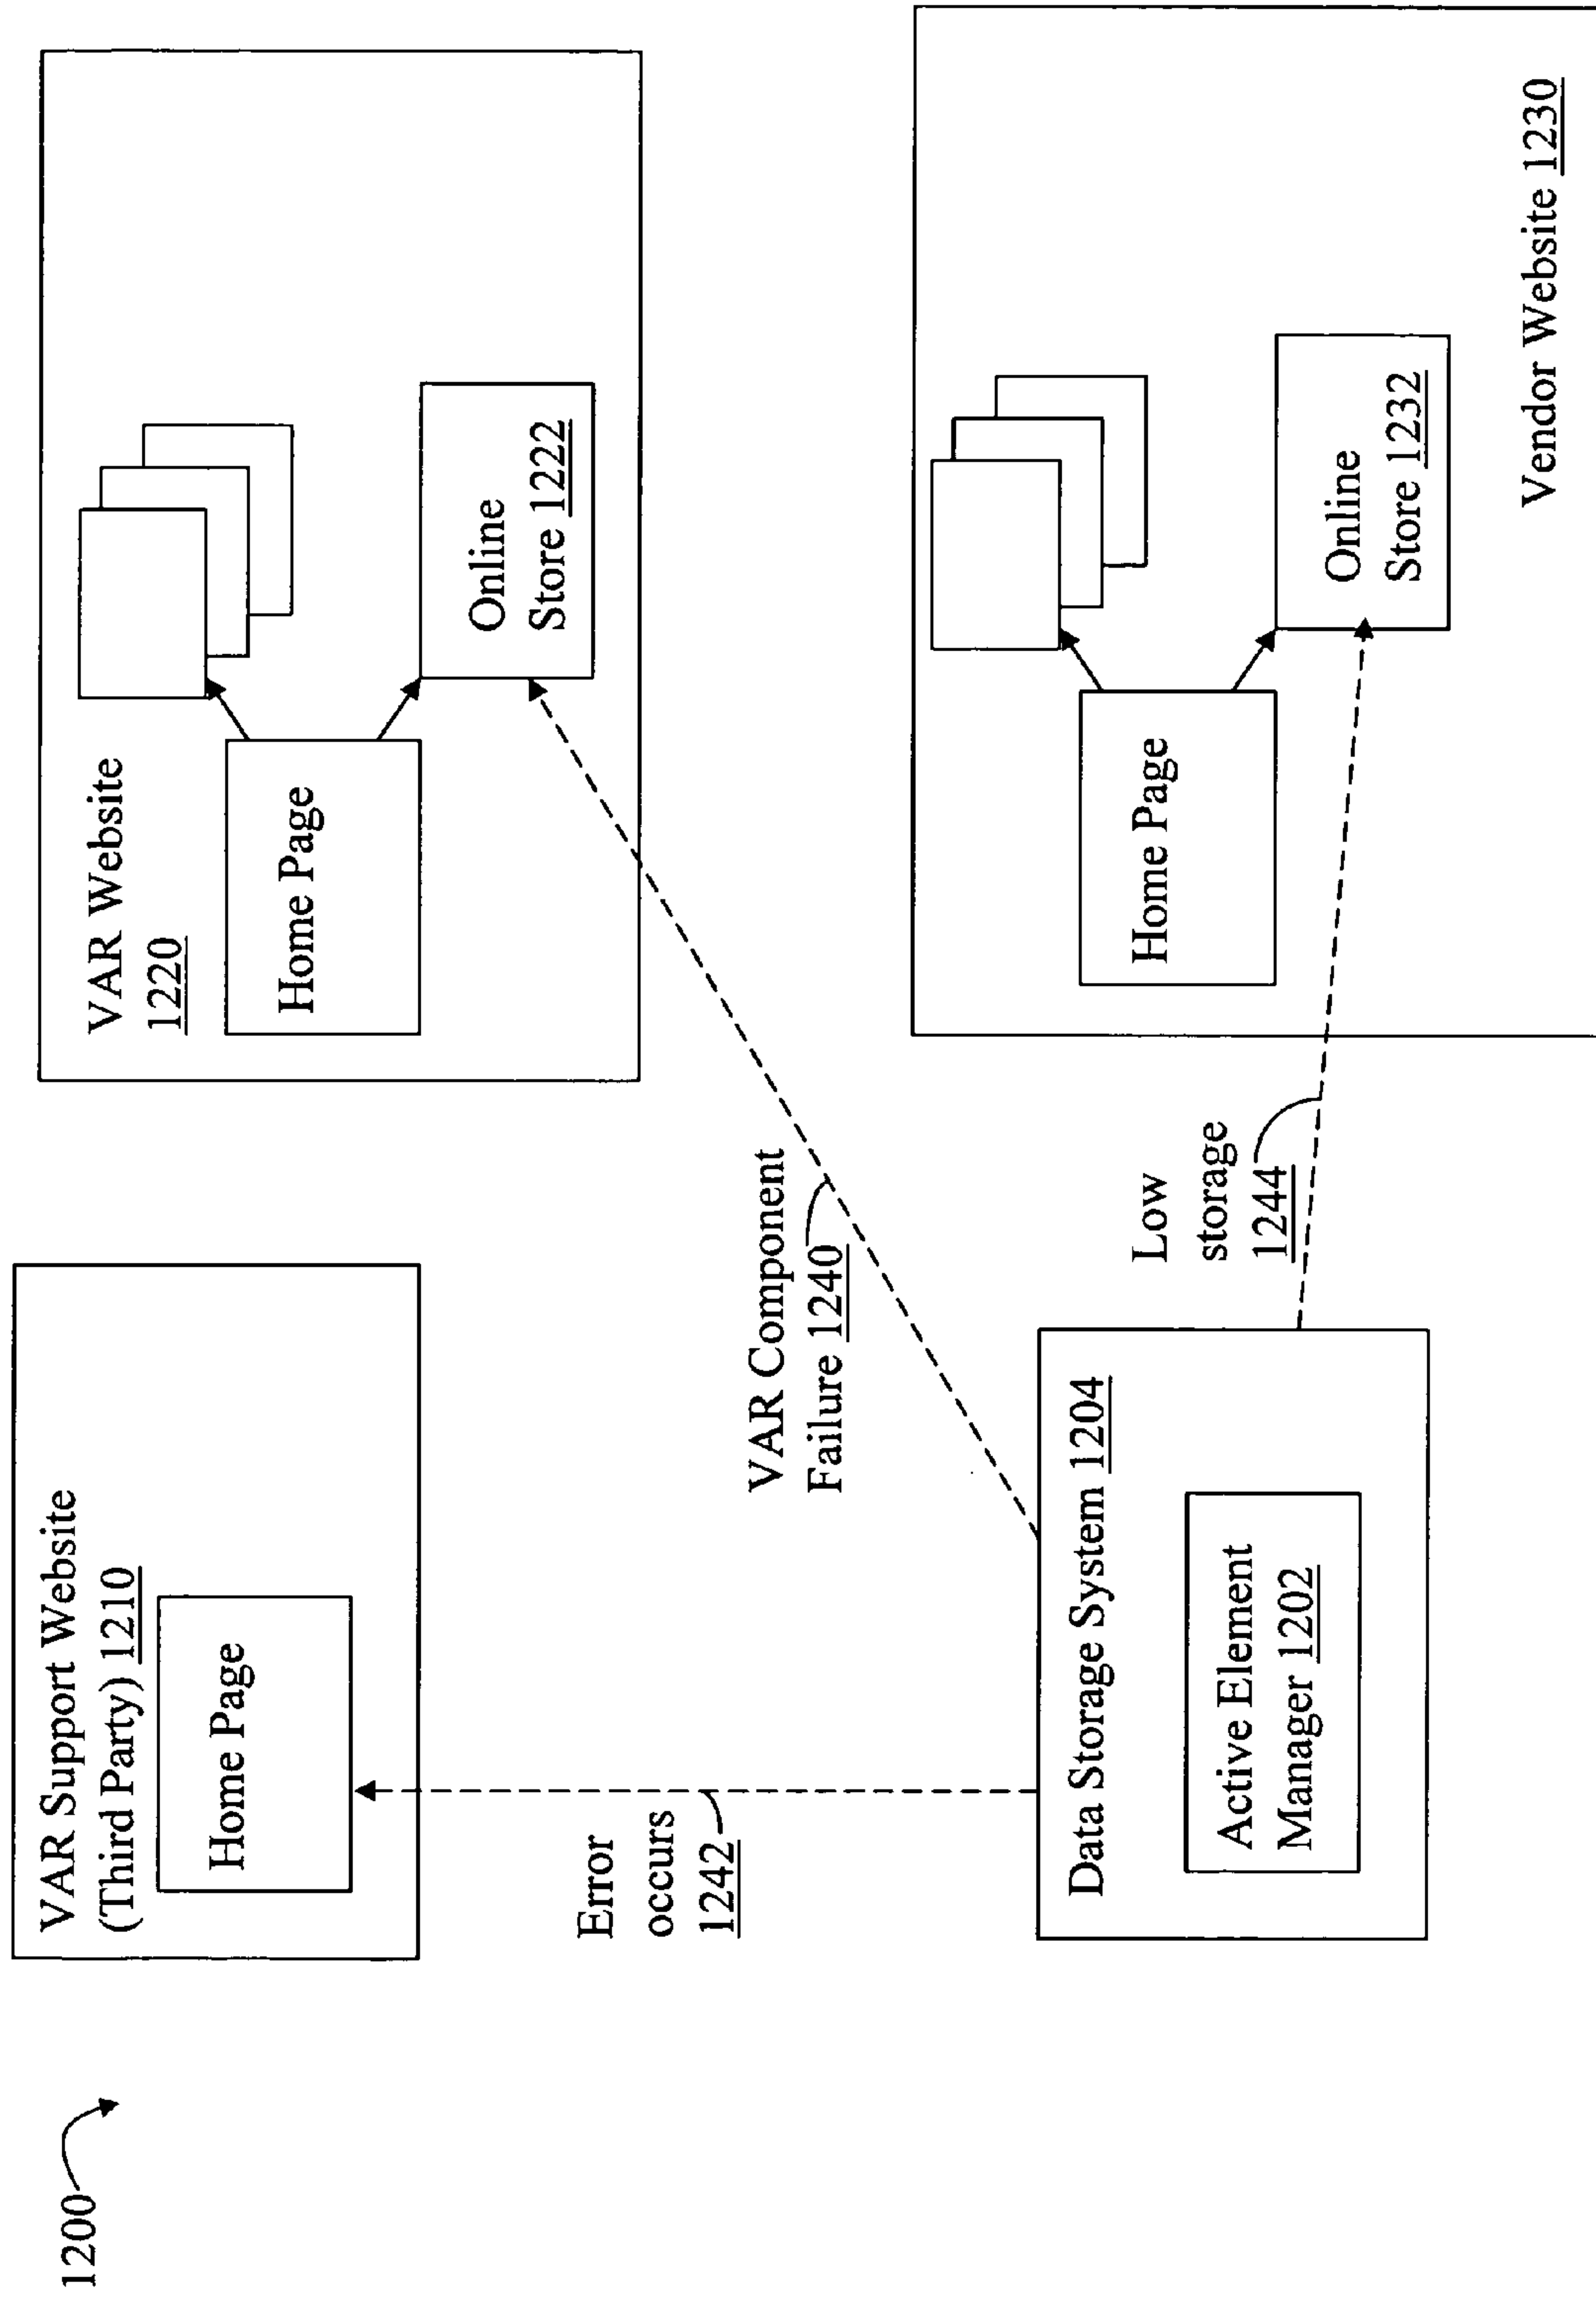 1200
VAR Support Website
(Third Party) 1210
Home Page
VAR Website
1220
Home Page
Online
Store 1222
Error
occurs
1242
VAR Component
Failure 1240
Data Storage System 1204
Active Element
Manager 1202
Low
storage
1244
Home Page
Online
Store 1232
Vendor Website 1230